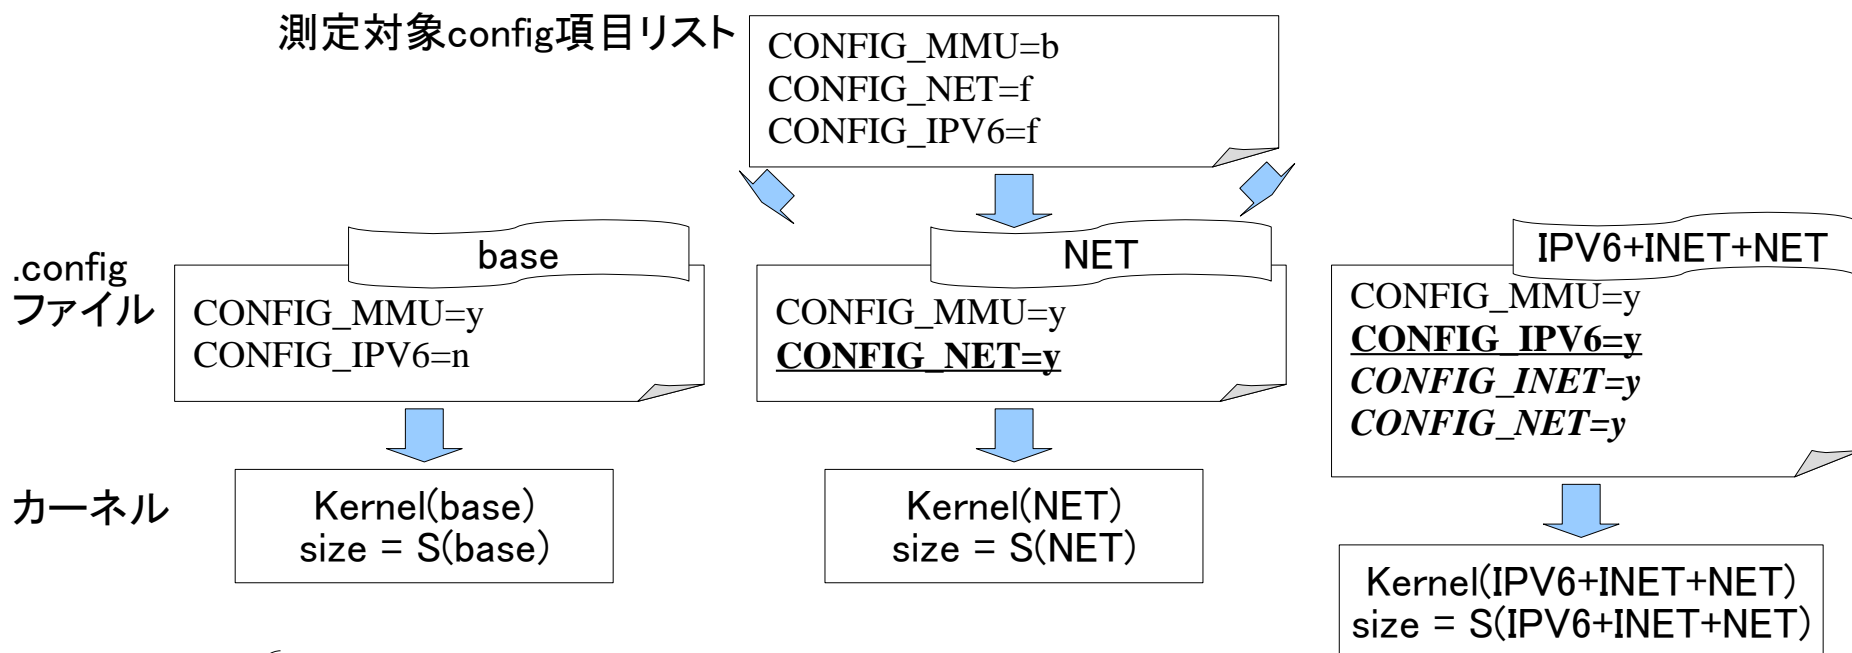 測定対象config項目リスト
CONFIG_MMU=b
CONFIG_NET=f
CONFIG_IPV6=f
.config
ファイル
base
CONFIG_MMU=y
CONFIG_IPV6=n
NET
CONFIG_MMU=y
CONFIG_NET=y
IPV6+INET+NET
CONFIG_MMU=y
CONFIG_IPV6=y
CONFIG_INET=y
CONFIG_NET=y
カーネル
Kernel(base)
size = S(base)
Kernel(NET)
size = S(NET)
Kernel(IPV6+INET+NET)
size = S(IPV6+INET+NET)